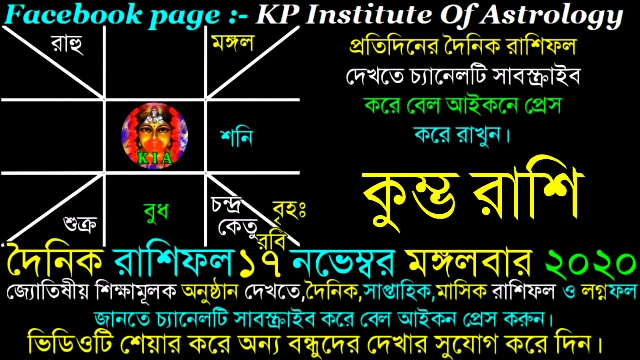 Facebook page :- KP Institute Of Astrology
রাহু
মঙ্গল
শনি
KIA
শুক্র
বুধ
চন্দ্র
কেতু
বৃহঃ
রবি
প্রতিদিনের দৈনিক রাশিফল
দেখতে চ্যানেলটি সাবস্ক্রাইব
করে বেল আইকনে প্রেস
করে রাখুন।
কুম্ভ রাশি
দৈনিক রাশিফল ১৭ নভেম্বর মঙ্গলবার ২০২০
জ্যোতিষীয় শিক্ষামূলক অনুষ্ঠান দেখতে,দৈনিক,সাপ্তাহিক,মাসিক রাশিফল ও লগ্নফল
জানতে চ্যানেলটি সাবস্ক্রাইব করে বেল আইকন প্রেস করুন।
ভিডিওটি শেয়ার করে অন্য বন্ধুদের দেখার সুযোগ করে দিন।